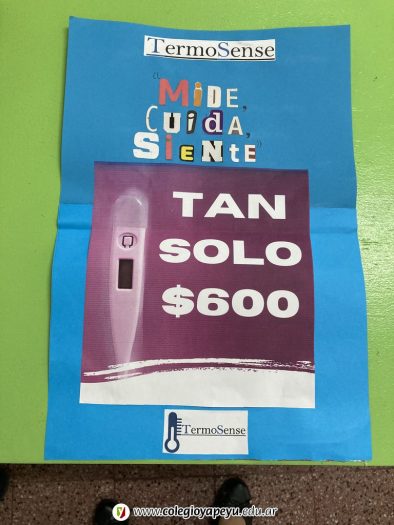 TermoSense
"MiDE,
CUidA,
SiENtE"
TAN
SOLO
$600
TermoSense
www.colegioyapeyu.edu.ar